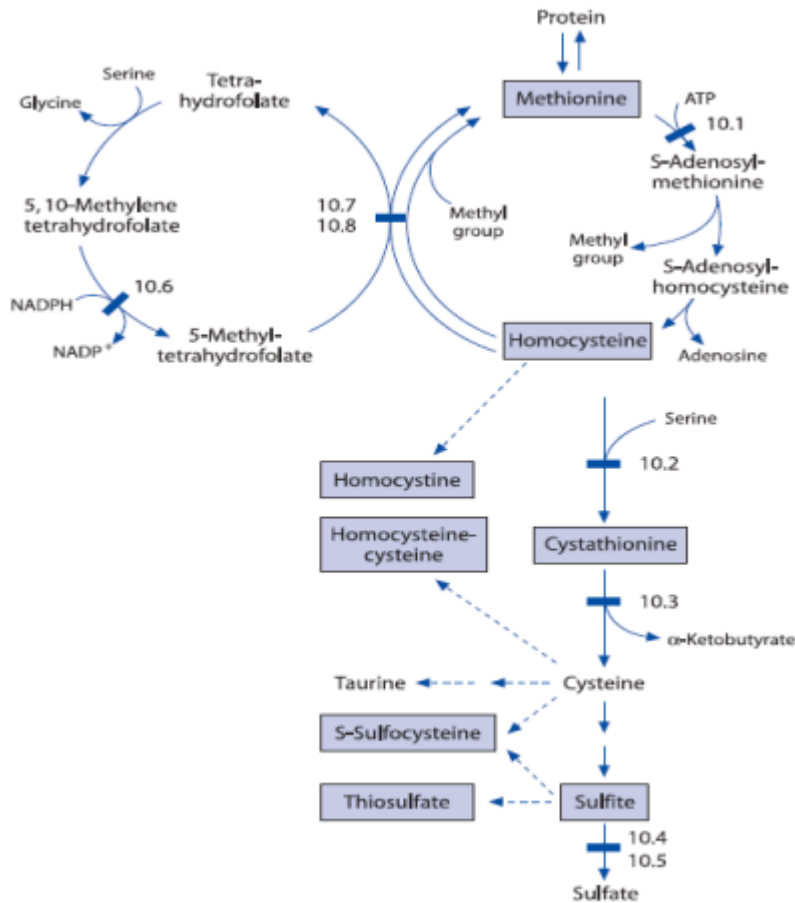 Protein
Serine
Tetra-
hydrofolate
Glycine
Methionine
ATP
10.1
S-Adenosyl-
methionine
5,10-Methylene
tetrahydrofolate
10.7
10.8
Methyl
group
Methyl
group
S-Adenosyl-
homocysteine
10.6
NADPH
NADP+
5-Methyl-
tetrahydrofolate
Homocysteine
Adenosine
Serine
10.2
Homocystine
Homocysteine-
cysteine
Cystathionine
10.3
α-Ketobutyrate
Taurine
Cysteine
S-Sulfocysteine
Thiosulfate
Sulfite
10.4
10.5
Sulfate